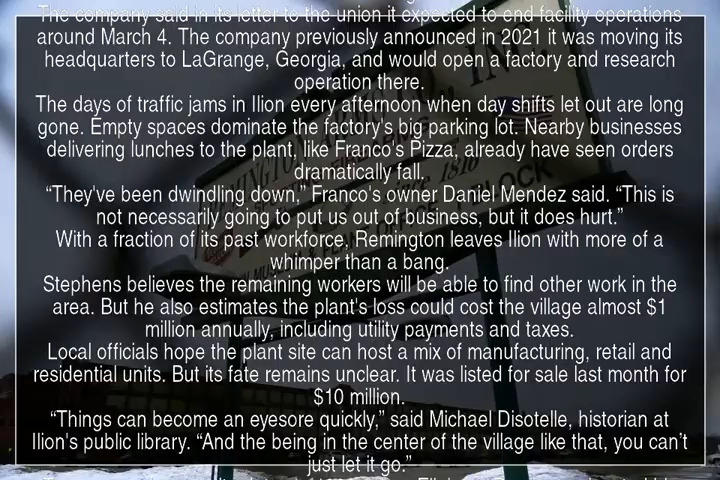 The company said in its letter to the union it expected to end facility operations
around March 4. The company previously announced in 2021 it was moving its
headquarters to LaGrange, Georgia, and would open a factory and research
operation there.
The days of traffic jams in Ilion every afternoon when day shifts let out are long
gone. Empty spaces dominate the factory's big parking lot. Nearby businesses
delivering lunches to the plant, like Franco's Pizza, already have seen orders
dramatically fall.
“They've been dwindling down,” Franco's owner Daniel Mendez said. “This is
not necessarily going to put us out of business, but it does hurt.”
With a fraction of its past workforce, Remington leaves Ilion with more of a
whimper than a bang.
Stephens believes the remaining workers will be able to find other work in the
area. But he also estimates the plant's loss could cost the village almost $1
million annually, including utility payments and taxes.
Local officials hope the plant site can host a mix of manufacturing, retail and
residential units. But its fate remains unclear. It was listed for sale last month for
$10 million.
“Things can become an eyesore quickly,” said Michael Disotelle, historian at
Ilion's public library. “And the being in the center of the village like that, you can’t
just let it go.”